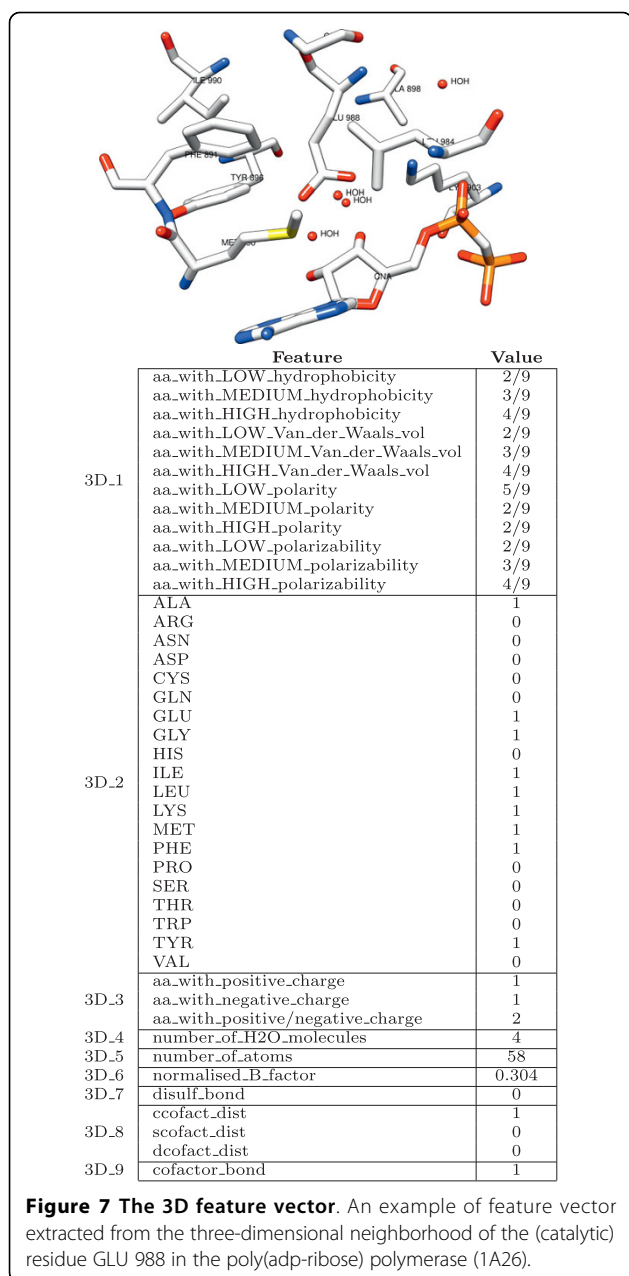 ILE 990
LA 898
HOH
LU 988
PHE 891
TYR 896
HOH
HOH
HOH
CNA
Feature Value
3D_1
aa_with_LOW_hydrophobicity 2/9
aa_with_MEDIUM_hydrophobicity 3/9
aa_with_HIGH_hydrophobicity 4/9
aa_with_LOW_Van_der_Waals_vol 2/9
aa_with_MEDIUM_Van_der_Waals_vol 3/9
aa_with_HIGH_Van_der_Waals_vol 4/9
aa_with_LOW_polarity 5/9
aa_with_MEDIUM_polarity 2/9
aa_with_HIGH_polarity 2/9
aa_with_LOW_polarizability 2/9
aa_with_MEDIUM_polarizability 3/9
aa_with_HIGH_polarizability 4/9
3D_2
ALA 1
ARG 0
ASN 0
ASP 0
CYS 0
GLN 0
GLU 1
GLY 1
HIS 0
ILE 1
LEU 1
LYS 1
MET 1
PHE 1
PRO 0
SER 0
THR 0
TRP 0
TYR 1
VAL 0
3D_3
aa_with_positive_charge 1
aa_with_negative_charge 1
aa_with_positive/negative_charge 2
3D_4 number_of_H2O_molecules 4
3D_5 number_of_atoms 58
3D_6 normalised_B_factor 0.304
3D_7 disulf_bond 0
3D_8
ccofact_dist 1
scofact_dist 0
dcofact_dist 0
3D_9 cofactor_bond 1
Figure 7 The 3D feature vector. An example of feature vector
extracted from the three-dimensional neighborhood of the (catalytic)
residue GLU 988 in the poly(adp-ribose) polymerase (1A26).